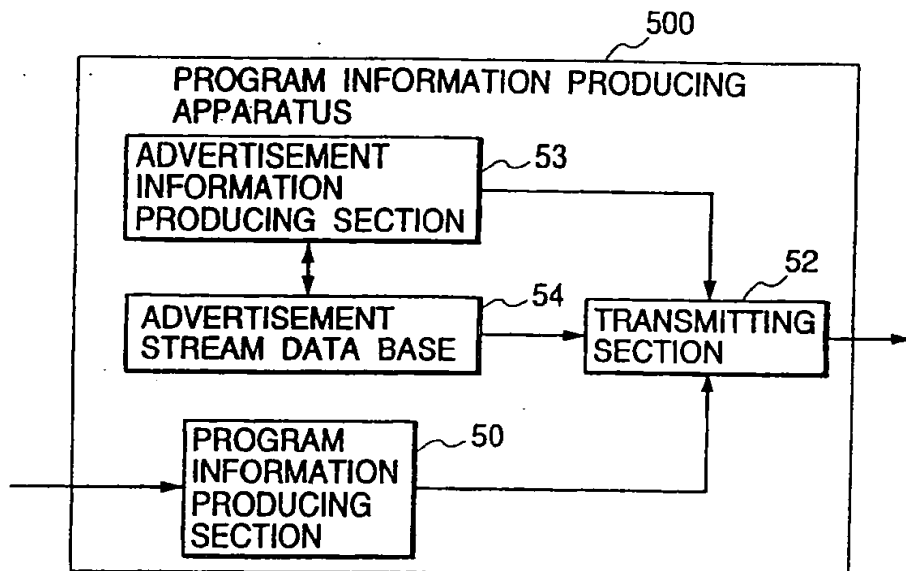 500
PROGRAM INFORMATION PRODUCING
APPARATUS
ADVERTISEMENT
INFORMATION
PRODUCING SECTION
53
ADVERTISEMENT
STREAM DATA BASE
54
TRANSMITTING
SECTION
52
PROGRAM
INFORMATION
PRODUCING
SECTION
50